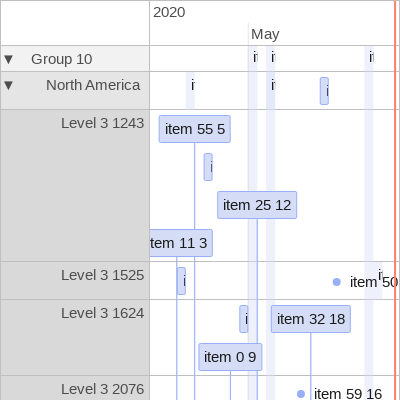 2020
May
▼ Group 10
▼ North America
Level 3 1243
item 55 5
item 25 12
tem 11 3
Level 3 1525
item 50
Level 3 1624
item 32 18
item 0 9
Level 3 2076
item 59 16